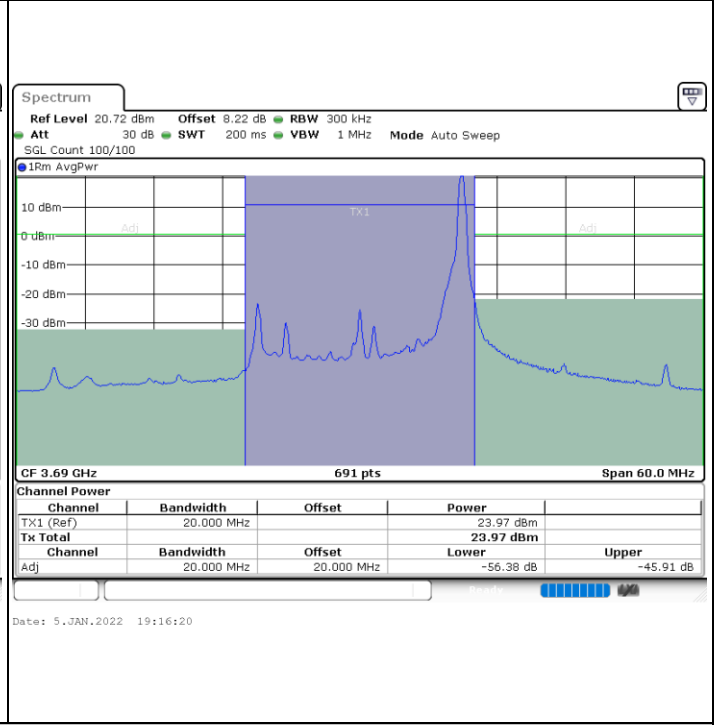 Spectrum
Ref Level 20.72 dBm Offset 8.22 dB RBW 300 kHz
Att 30 dB SWT 200 ms VBW 1 MHz Mode Auto Sweep
SGL Count 100/100
1Rm AvgPwr
10 dBm
TX1
Adj
Adj
0 dBm
-10 dBm
-20 dBm
-30 dBm
CF 3.69 GHz 691 pts Span 60.0 MHz
Channel Power
Channel Bandwidth Offset Power
TX1 (Ref) 20.000 MHz 23.97 dBm
Tx Total 23.97 dBm
Channel Bandwidth Offset Lower Upper
Adj 20.000 MHz 20.000 MHz -56.38 dB -45.91 dB
Ready
Date: 5.JAN.2022 19:16:20